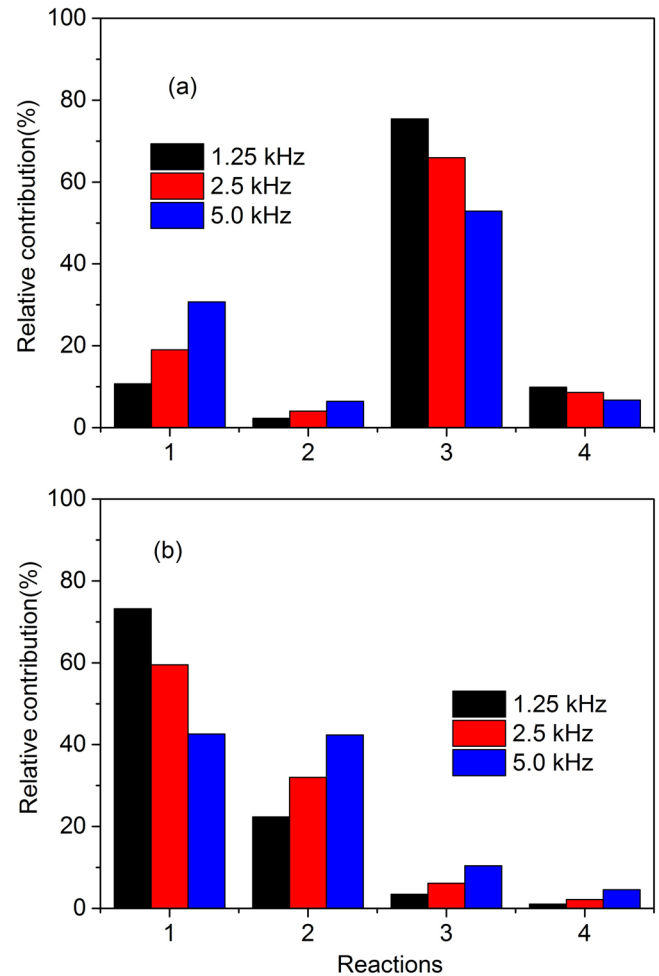 100
80
60
40
20
0
Relative contribution(%)
(a)
1.25 kHz
2.5 kHz
5.0 kHz
1 2 3 4
100
80
60
40
20
0
Relative contribution(%)
(b)
1.25 kHz
2.5 kHz
5.0 kHz
1 2 3 4
Reactions